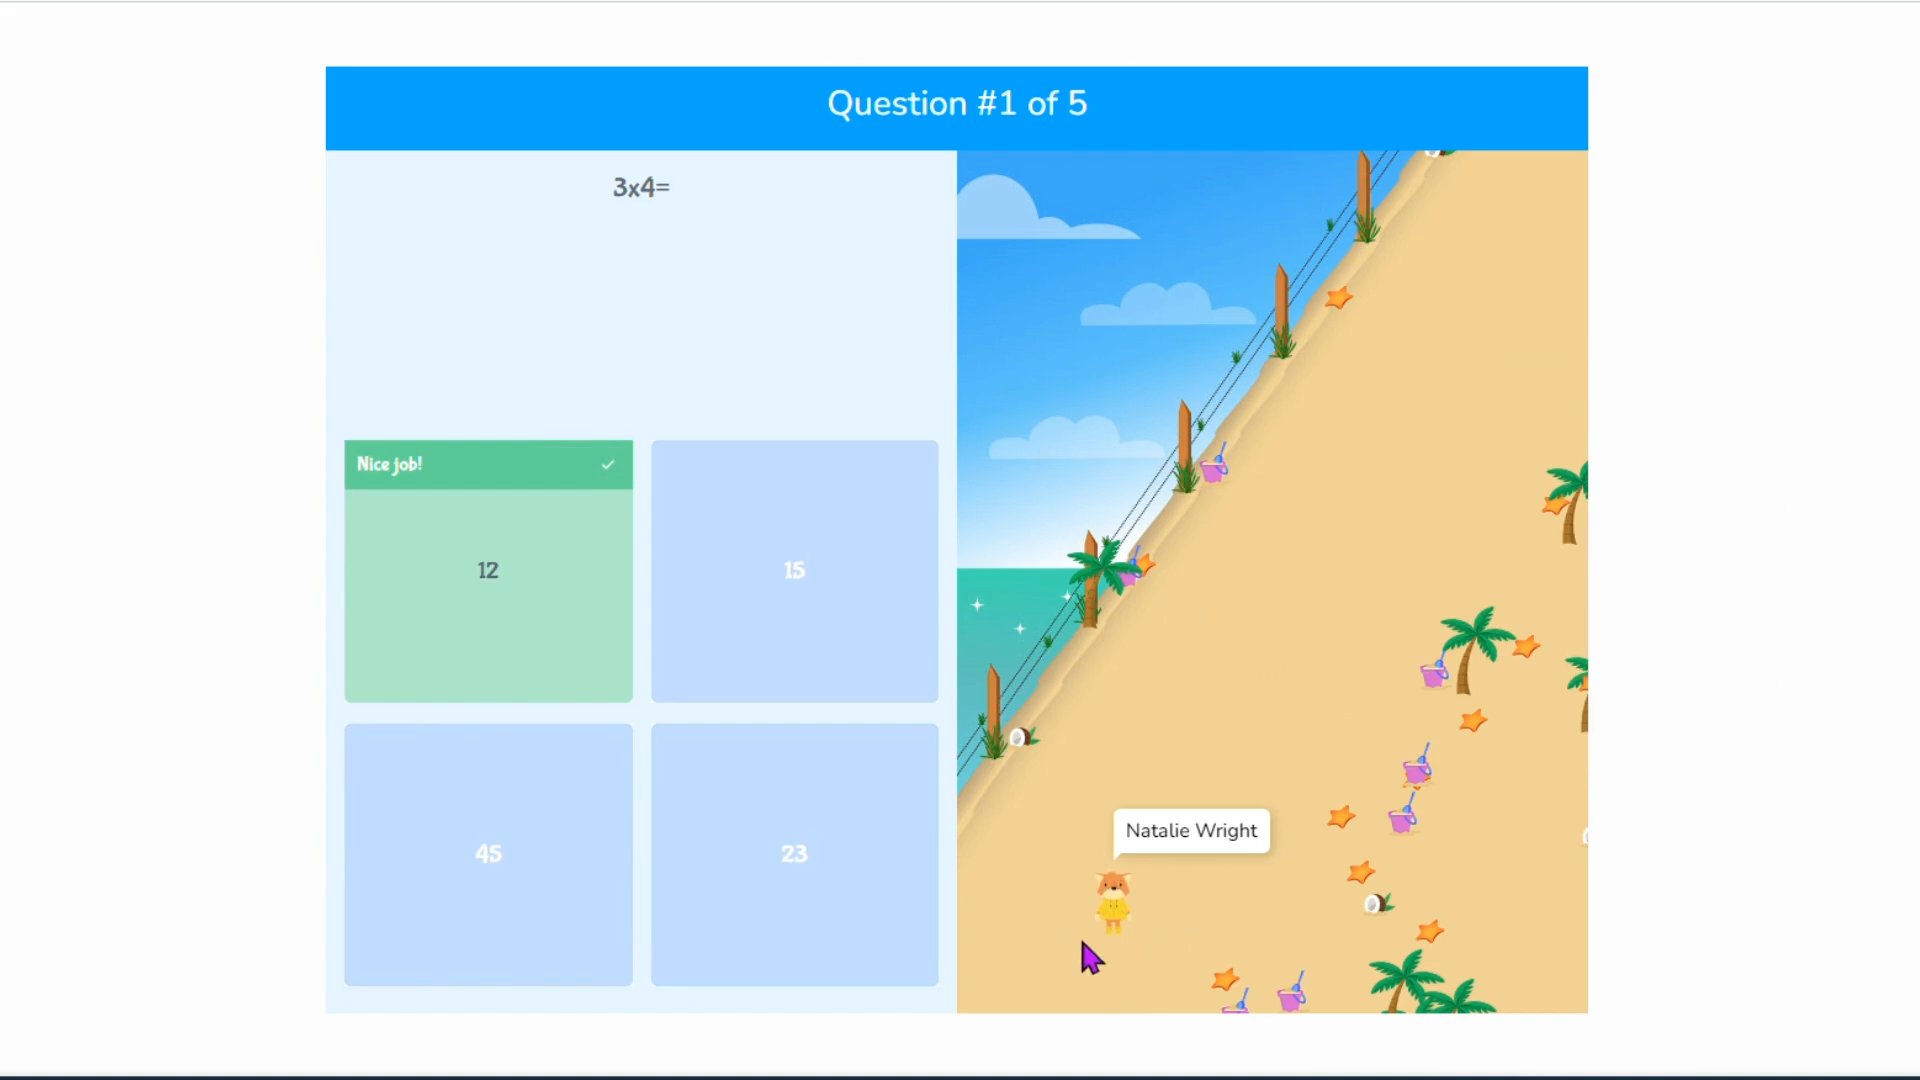 Question #1 of 5
3x4=
Nice job!
12
15
45
23
Natalie Wright